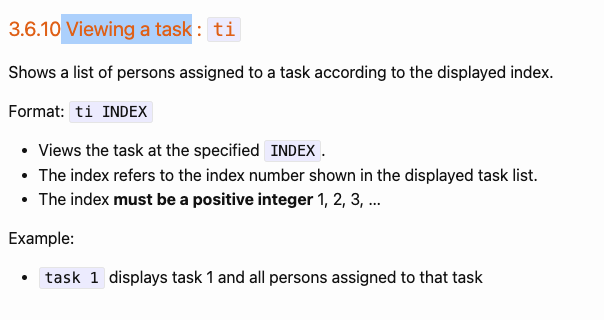 3.6.10 Viewing a task : ti
Shows a list of persons assigned to a task according to the displayed index.
Format: ti INDEX
• Views the task at the specified INDEX.
• The index refers to the index number shown in the displayed task list.
• The index must be a positive integer 1, 2, 3, …
Example:
• task 1 displays task 1 and all persons assigned to that task